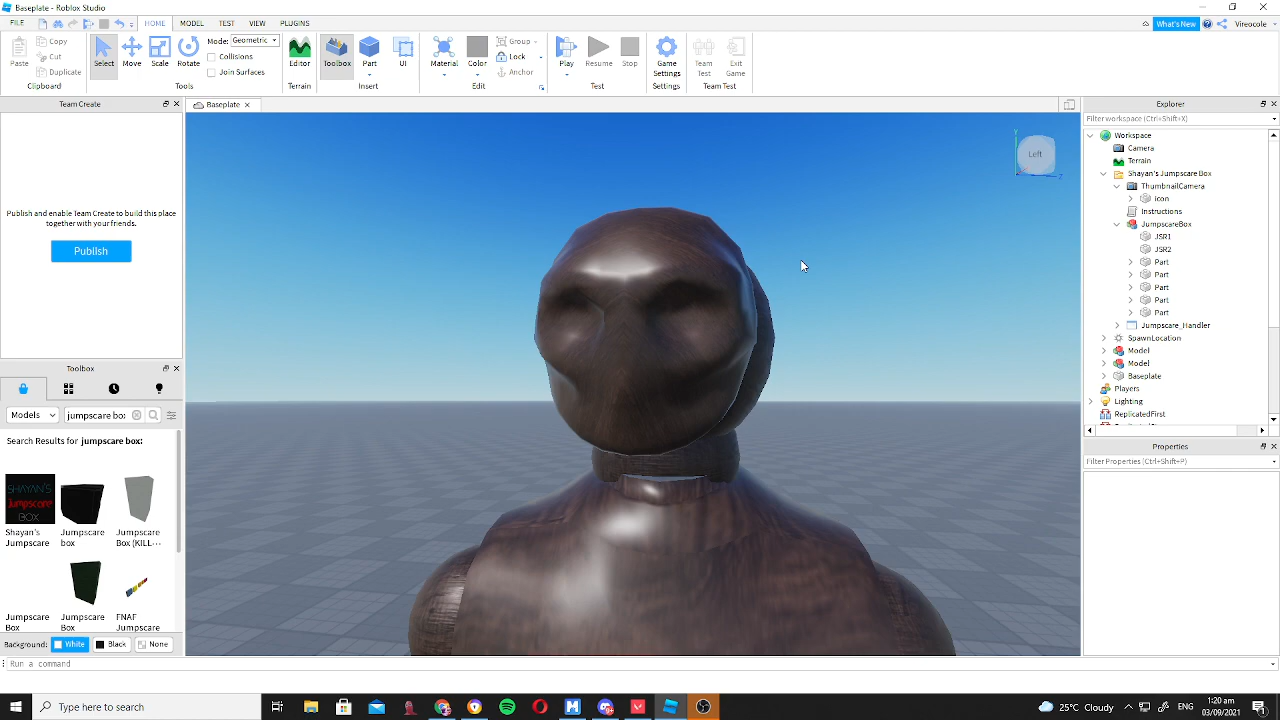 Baseplate - Roblox Studio
FILE HOME MODEL TEST VIEW PLUGINS What's New Vireocole
Paste Copy Cut Duplicate Clipboard
Select Move Scale Rotate Mode: Geometric Collisions Join Surfaces Tools
Editor Terrain
Toolbox Part UI Insert
Material Color Group Lock Anchor Edit
Play Resume Stop Test
Game Settings Settings
Team Test Exit Game Team Test
Team Create
Publish and enable Team Create to build this place
together with your friends.
Publish
Toolbox
Models jumpscare bo
Search Results for jumpscare box:
SHAYAN'S
Jumpscare
BOX
Shayan's Jumpscare
Jumpscare box
Jumpscare Box (KILL...
Jumpscare Box
Jumpscare Box
FNAF Jumpscare
Background: White Black None
Run a command
Baseplate
Left
Y
Z
Explorer
Filter workspace (Ctrl+Shift+X)
Workspace
Camera
Terrain
Shayan's Jumpscare Box
ThumbnailCamera
icon
Instructions
JumpscareBox
JSR1
JSR2
Part
Part
Part
Part
Part
Jumpscare_Handler
SpawnLocation
Model
Model
Baseplate
Players
Lighting
ReplicatedFirst
Properties
Filter Properties (Ctrl+Shift+P)
Type here to search
25°C Cloudy
ENG
1:20 am
03/09/2021